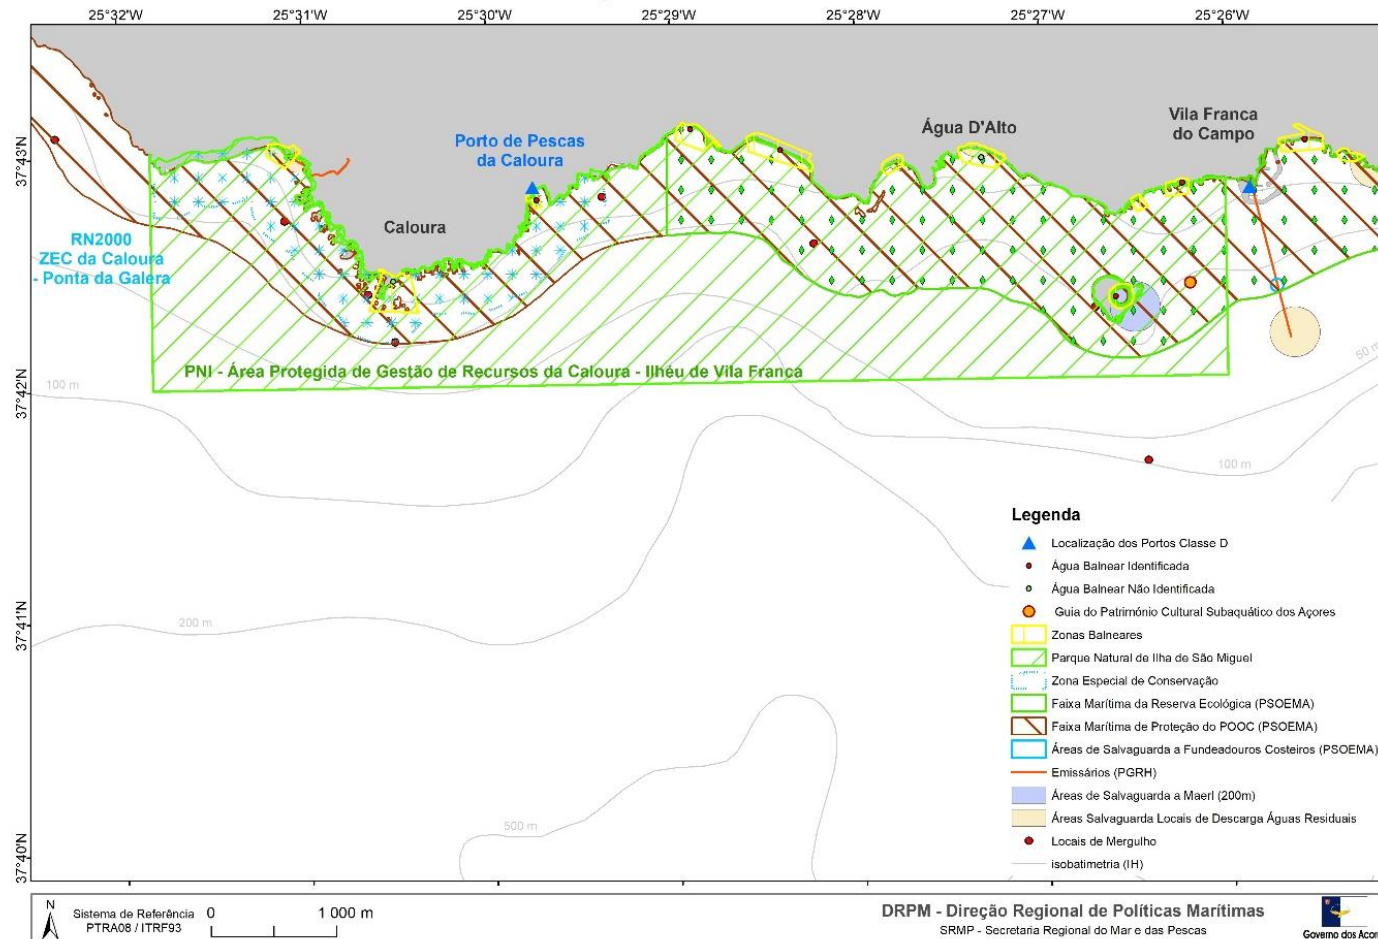 25°32'W 25°31'W 25°30'W 25°29'W 25°28'W 25°27'W 25°26'W
37°43'N
37°42'N
37°41'N
37°40'N
Porto de Pescas
da Caloura
Água D'Alto
Vila Franca
do Campo
Caloura
RN2000
ZEC da Caloura
- Ponta da Galera
PNI - Área Protegida de Gestão de Recursos da Caloura - Ilhéu de Vila Franca
100 m
50 m
100 m
200 m
500 m
Legenda
Localização dos Portos Classe D
Água Balnear Identificada
Água Balnear Não Identificada
Guia do Património Cultural Subaquático dos Açores
Zonas Balneares
Parque Natural de Ilha de São Miguel
Zona Especial de Conservação
Faixa Marítima da Reserva Ecológica (PSOEMA)
Faixa Marítima de Proteção do POOC (PSOEMA)
Áreas de Salvaguarda a Fundeadouros Costeiros (PSOEMA)
Emissários (PGRH)
Áreas de Salvaguarda a Maerl (200m)
Áreas Salvaguarda Locais de Descarga Águas Residuais
Locais de Mergulho
isobatimetria (IH)
N
Sistema de Referência
PTRA08 / ITRF93
0 1 000 m
DRPM - Direção Regional de Políticas Marítimas
SRMP - Secretaria Regional do Mar e das Pescas
Governo dos Açor